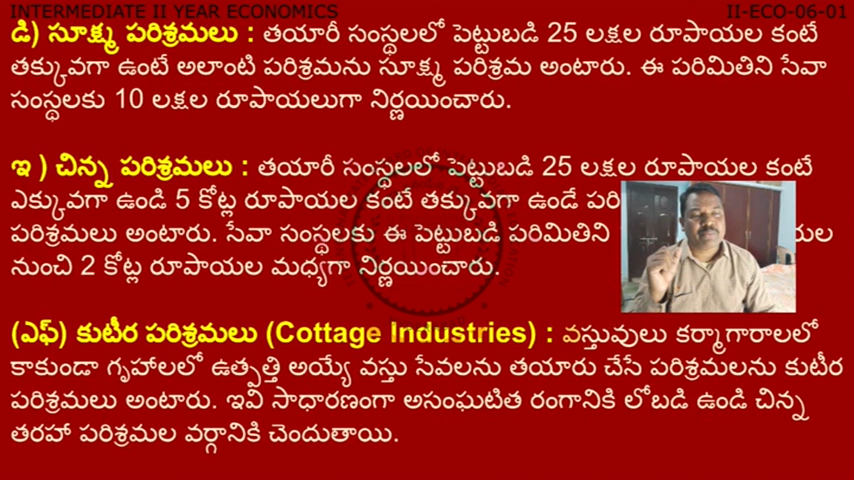 INTERMEDIATE II YEAR ECONOMICS II-ECO-06-01
డి) సూక్ష్మ పరిశ్రమలు : తయారీ సంస్థలలో పెట్టుబడి 25 లక్షల రూపాయల కంటే
తక్కువగా ఉంటే అలాంటి పరిశ్రమను సూక్ష్మ పరిశ్రమ అంటారు. ఈ పరిమితిని సేవా
సంస్థలకు 10 లక్షల రూపాయలుగా నిర్ణయించారు.
ఇ ) చిన్న పరిశ్రమలు : తయారీ సంస్థలలో పెట్టుబడి 25 లక్షల రూపాయల కంటే
ఎక్కువగా ఉండి 5 కోట్ల రూపాయల కంటే తక్కువగా ఉండే
పరిశ్రమలు అంటారు. సేవా సంస్థలకు ఈ పెట్టుబడి పరిమితిని
నుంచి 2 కోట్ల రూపాయల మధ్యగా నిర్ణయించారు.
(ఎఫ్) కుటీర పరిశ్రమలు (Cottage Industries) : వస్తువులు కర్మాగారాలలో
కాకుండా గృహాలలో ఉత్పత్తి అయ్యే వస్తు సేవలను తయారు చేసే పరిశ్రమలను కుటీర
పరిశ్రమలు అంటారు. ఇవి సాధారణంగా అసంఘటిత రంగానికి లోబడి ఉండి చిన్న
తరహా పరిశ్రమల వర్గానికి చెందుతాయి.